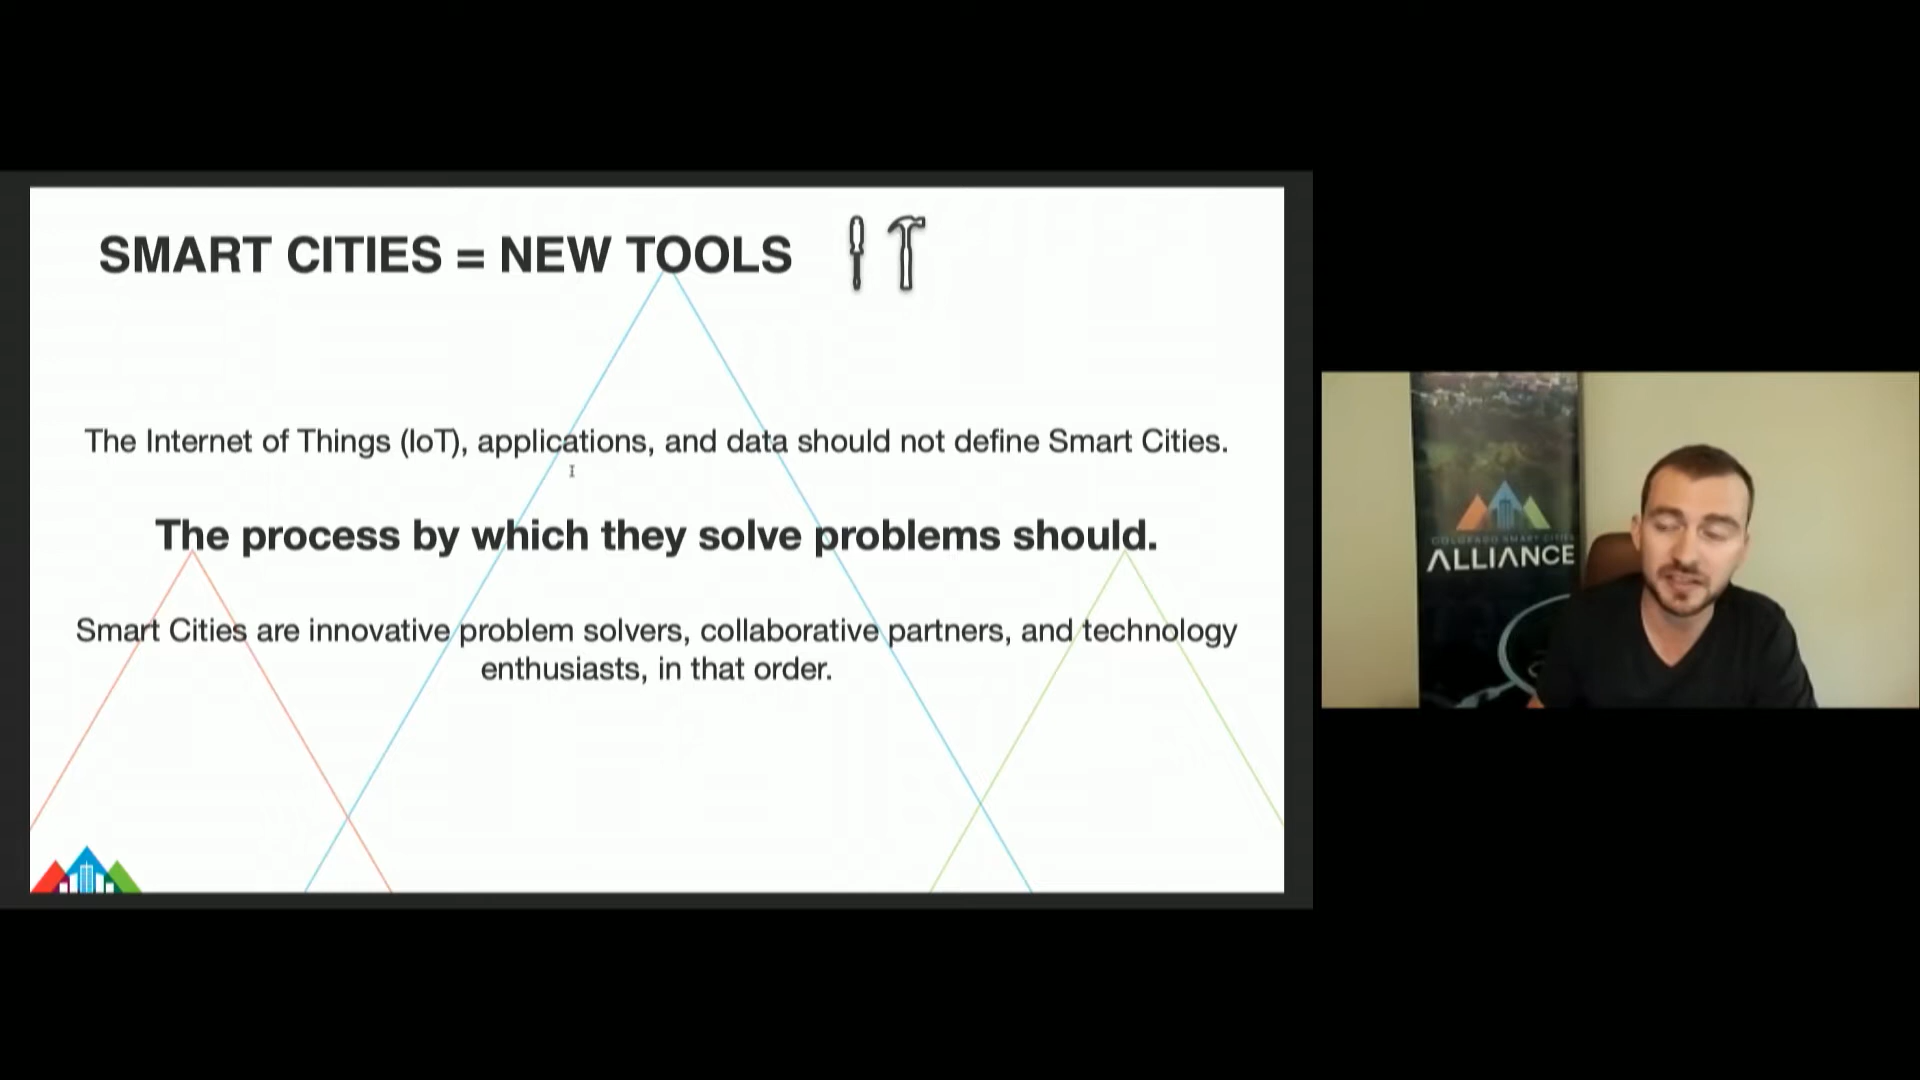 SMART CITIES = NEW TOOLS
The Internet of Things (IoT), applications, and data should not define Smart Cities.
The process by which they solve problems should.
Smart Cities are innovative problem solvers, collaborative partners, and technology
enthusiasts, in that order.
COLORADO SMART CITIES
ALLIANCE